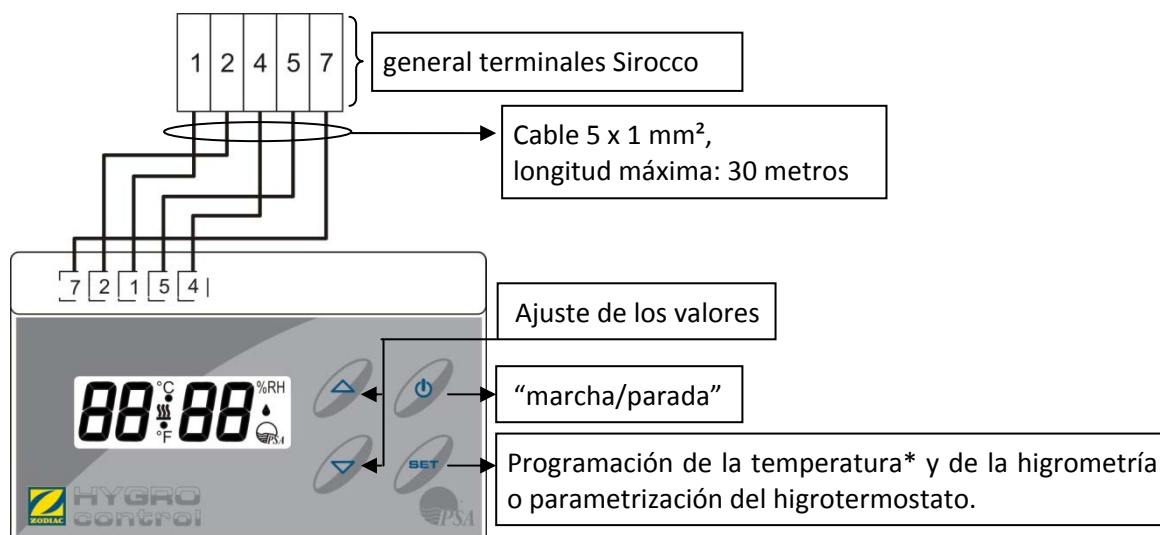 1 2 4 5 7
general terminales Sirocco
Cable 5 x 1 mm²,
longitud máxima: 30 metros
7 2 1 5 4
Ajuste de los valores
88 °C °F 88 %RH
PSA
"marcha/parada"
SET
Programación de la temperatura* y de la higrometría
o parametrización del higrotermostato.
ZODIAC
HYGRO
control
PSA